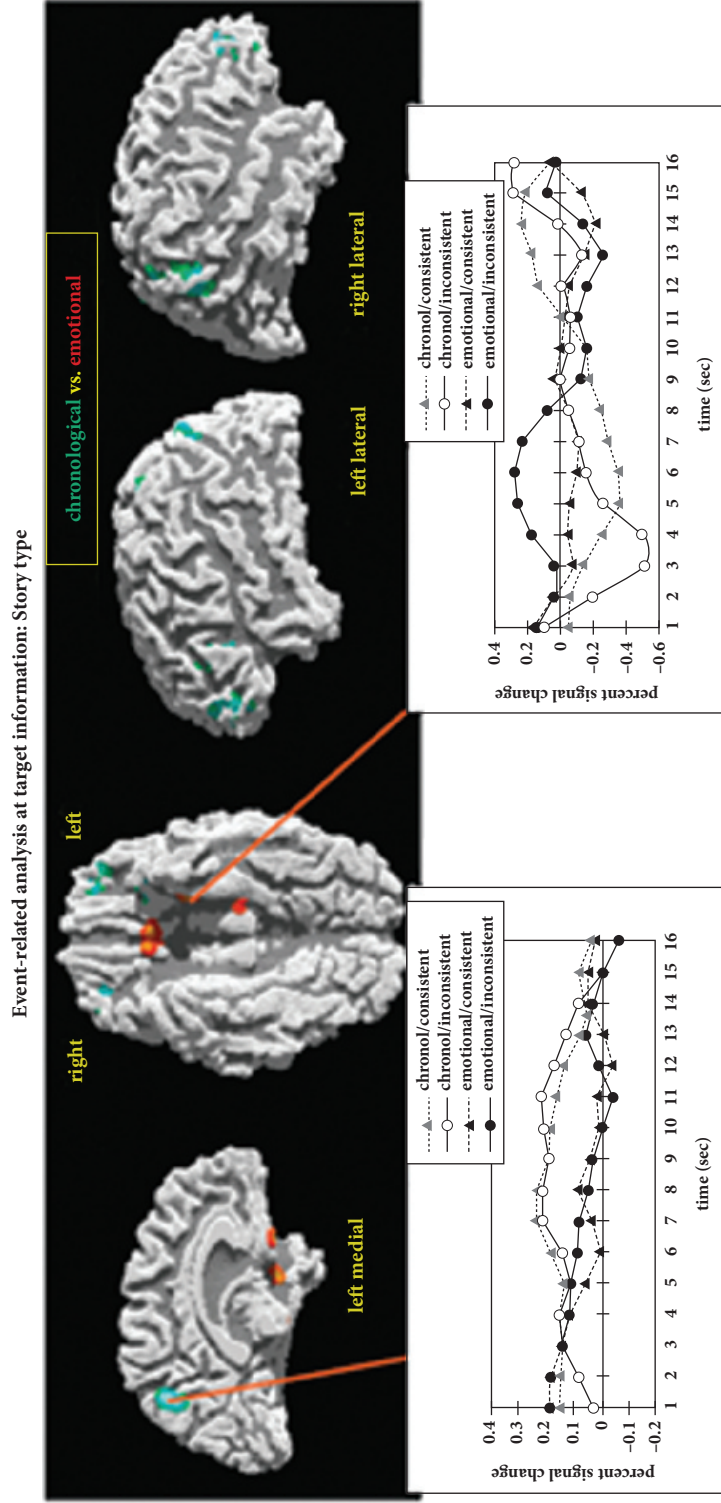 Event-related analysis at target information: Story type
chronological vs. emotional
left medial
right
left
left lateral
right lateral
chronol/consistent
chronol/inconsistent
emotional/consistent
emotional/inconsistent
percent signal change
0.4
0.3
0.2
0.1
0
−0.1
−0.2
1 2 3 4 5 6 7 8 9 10 11 12 13 14 15 16
time (sec)
chronol/consistent
chronol/inconsistent
emotional/consistent
emotional/inconsistent
percent signal change
0.4
0.2
0
−0.2
−0.4
−0.6
1 2 3 4 5 6 7 8 9 10 11 12 13 14 15 16
time (sec)